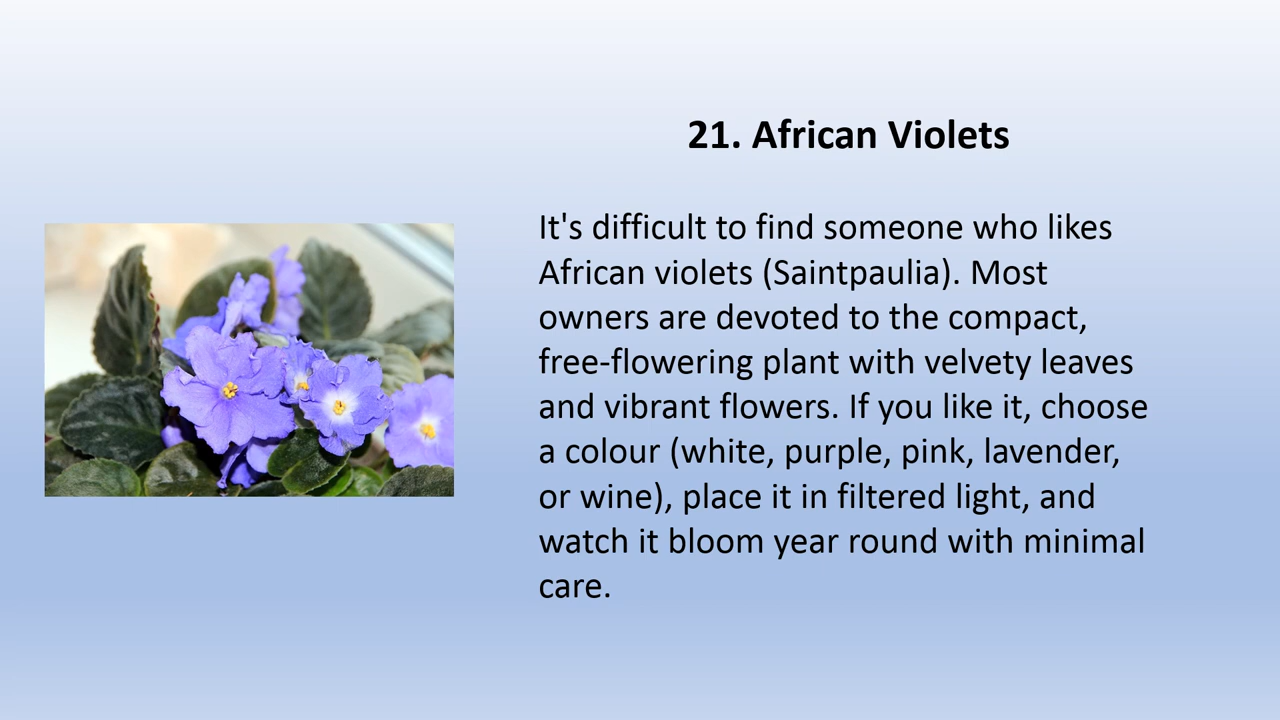 21. African Violets
It's difficult to find someone who likes
African violets (Saintpaulia). Most
owners are devoted to the compact,
free-flowering plant with velvety leaves
and vibrant flowers. If you like it, choose
a colour (white, purple, pink, lavender,
or wine), place it in filtered light, and
watch it bloom year round with minimal
care.